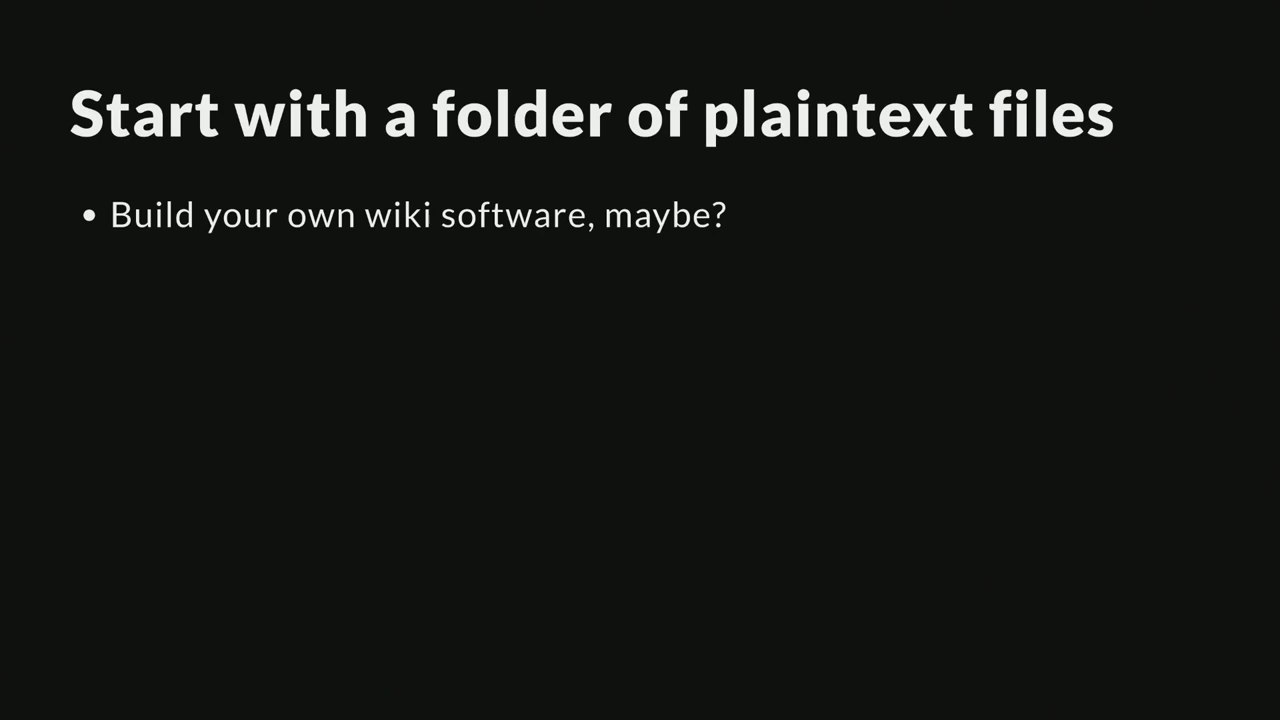 Start with a folder of plaintext files
• Build your own wiki software, maybe?